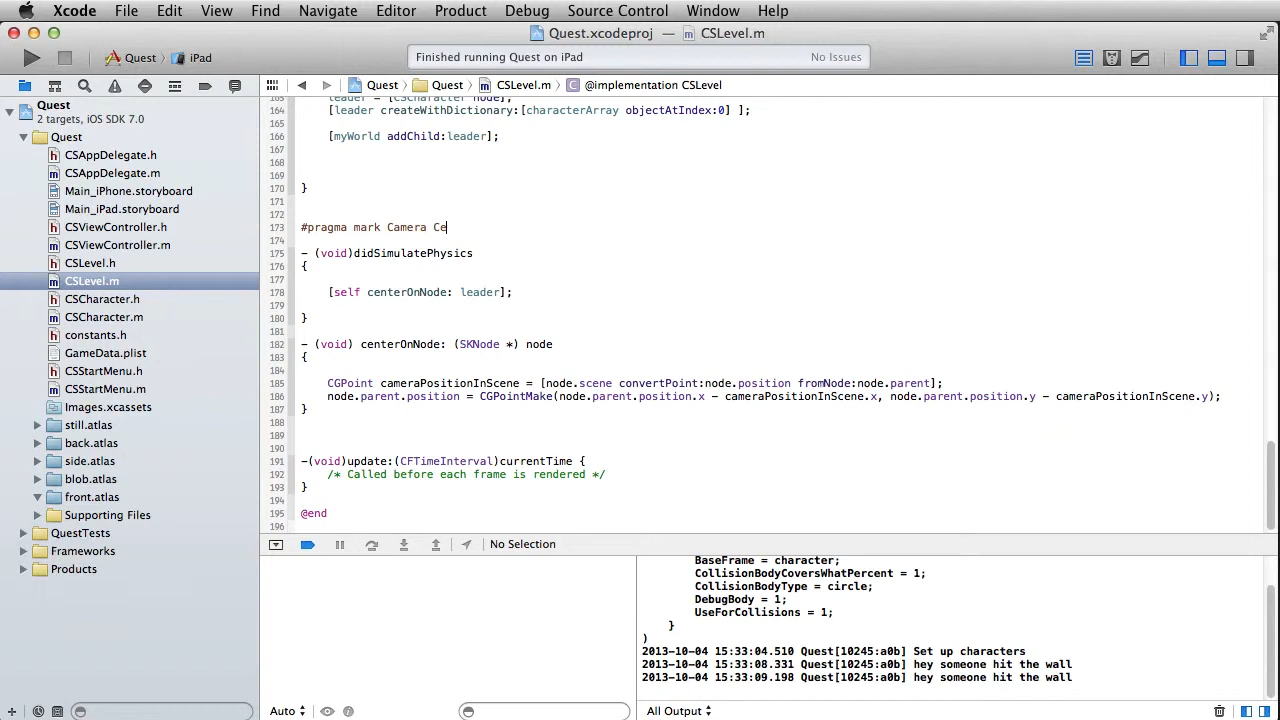 Xcode File Edit View Find Navigate Editor Product Debug Source Control Window Help
Quest.xcodeproj — CSLevel.m
Quest iPad Finished running Quest on iPad No Issues
Quest Quest CSLevel.m @implementation CSLevel
Quest
2 targets, iOS SDK 7.0
Quest
CSAppDelegate.h
CSAppDelegate.m
Main_iPhone.storyboard
Main_iPad.storyboard
CSViewController.h
CSViewController.m
CSLevel.h
CSLevel.m
CSCharacter.h
CSCharacter.m
constants.h
GameData.plist
CSStartMenu.h
CSStartMenu.m
Images.xcassets
still.atlas
back.atlas
side.atlas
blob.atlas
front.atlas
Supporting Files
QuestTests
Frameworks
Products
163 leader = [CSCharacter node];
164 [leader createWithDictionary:[characterArray objectAtIndex:0] ];
165
166 [myWorld addChild:leader];
167
168
169
170 }
171
172
173 #pragma mark Camera Ce
174
175 - (void)didSimulatePhysics
176 {
177
178 [self centerOnNode: leader];
179
180 }
181
182 - (void) centerOnNode: (SKNode *) node
183 {
184
185 CGPoint cameraPositionInScene = [node.scene convertPoint:node.position fromNode:node.parent];
186 node.parent.position = CGPointMake(node.parent.position.x - cameraPositionInScene.x, node.parent.position.y - cameraPositionInScene.y);
187 }
188
189
190
191 -(void)update:(CFTimeInterval)currentTime {
192 /* Called before each frame is rendered */
193 }
194
195 @end
196
No Selection
BaseFrame = character;
CollisionBodyCoversWhatPercent = 1;
CollisionBodyType = circle;
DebugBody = 1;
UseForCollisions = 1;
}
)
2013-10-04 15:33:04.510 Quest[10245:a0b] Set up characters
2013-10-04 15:33:08.331 Quest[10245:a0b] hey someone hit the wall
2013-10-04 15:33:09.198 Quest[10245:a0b] hey someone hit the wall
Auto All Output